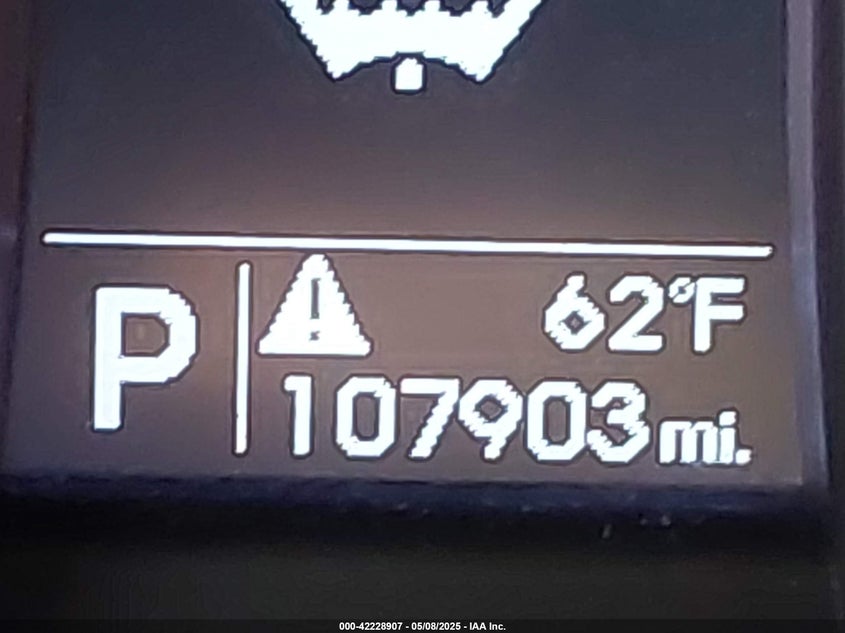 62°F
P
107903 mi.
000-42228907 - 05/08/2025 - IAA Inc.